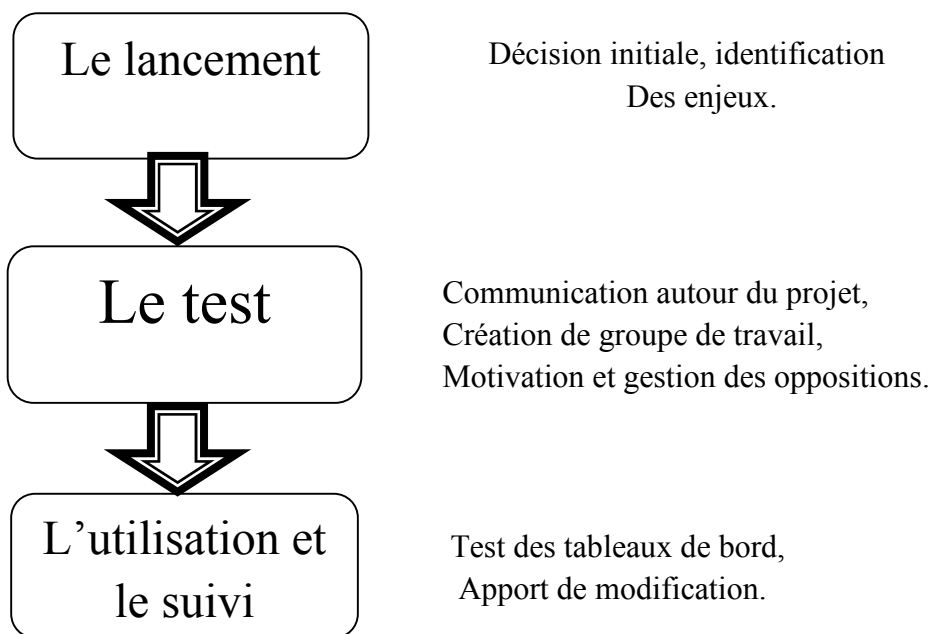 Le lancement
Décision initiale, identification
Des enjeux.
Le test
Communication autour du projet,
Création de groupe de travail,
Motivation et gestion des oppositions.
L’utilisation et
le suivi
Test des tableaux de bord,
Apport de modification.